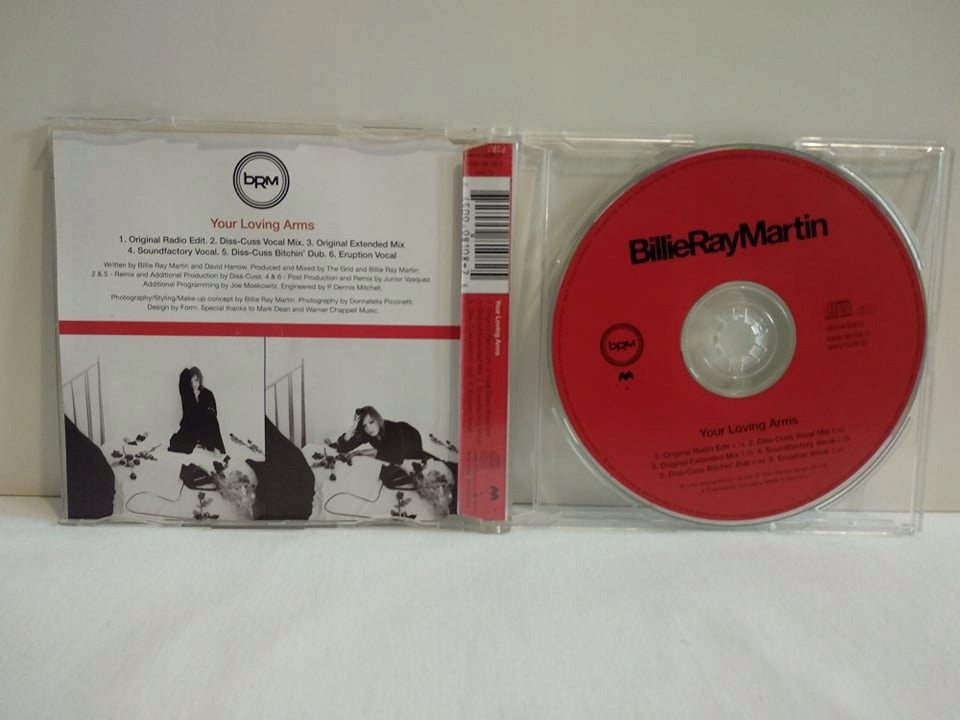 bRM
Your Loving Arms
1. Original Radio Edit. 2. Diss-Cuss Vocal Mix. 3. Original Extended Mix
4. Soundfactory Vocal. 5. Diss-Cuss Bitchin' Dub. 6. Eruption Vocal
Written by Billie Ray Martin and David Harrow. Produced and Mixed by The Grid and Billie Ray Martin.
2 & 5 - Remix and Additional Production by Diss-Cuss. 4 & 6 - Post Production and Remix by Junior Vasquez.
Additional Programming by Joe Moskowitz. Engineered by P Dennis Mitchell.
Photography/Styling/Make-up concept by Billie Ray Martin. Photography by Donnatella Picconetti.
Design by Form. Special thanks to Mark Dean and Warner Chappell Music.
Your Loving Arms
BillieRayMartin
bRM
Your Loving Arms
1. Original Radio Edit 2. Diss-Cuss Vocal Mix
3. Original Extended Mix 4. Soundfactory Vocal
5. Diss-Cuss Bitchin' Dub 6. Eruption Vocal